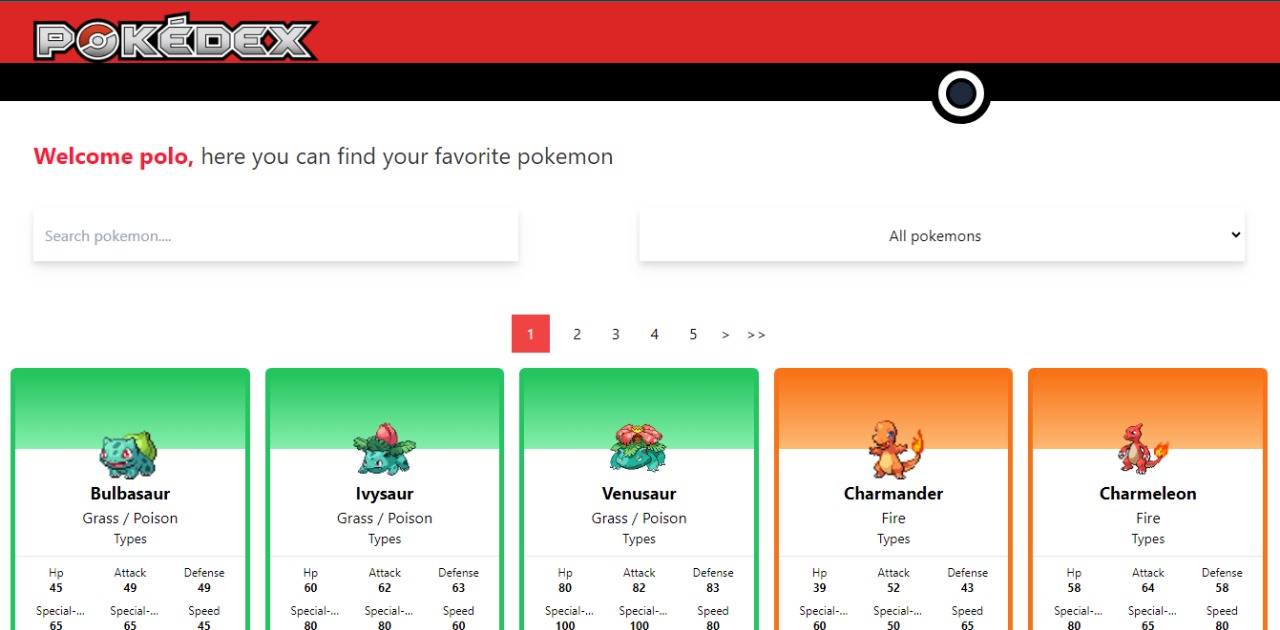 POKÉDEX
Welcome polo, here you can find your favorite pokemon
Search pokemon....
All pokemons
1 2 3 4 5 > >>
Bulbasaur Ivysaur Venusaur Charmander Charmeleon
Grass / Poison Grass / Poison Grass / Poison Fire Fire
Types Types Types Types Types
Hp Attack Defense Hp Attack Defense Hp Attack Defense Hp Attack Defense Hp Attack Defense
45 49 49 60 62 63 80 82 83 39 52 43 58 64 58
Special-... Special-... Speed Special-... Special-... Speed Special-... Special-... Speed Special-... Special-... Speed Special-... Special-... Speed
65 65 45 80 80 60 100 100 80 60 50 65 80 65 80